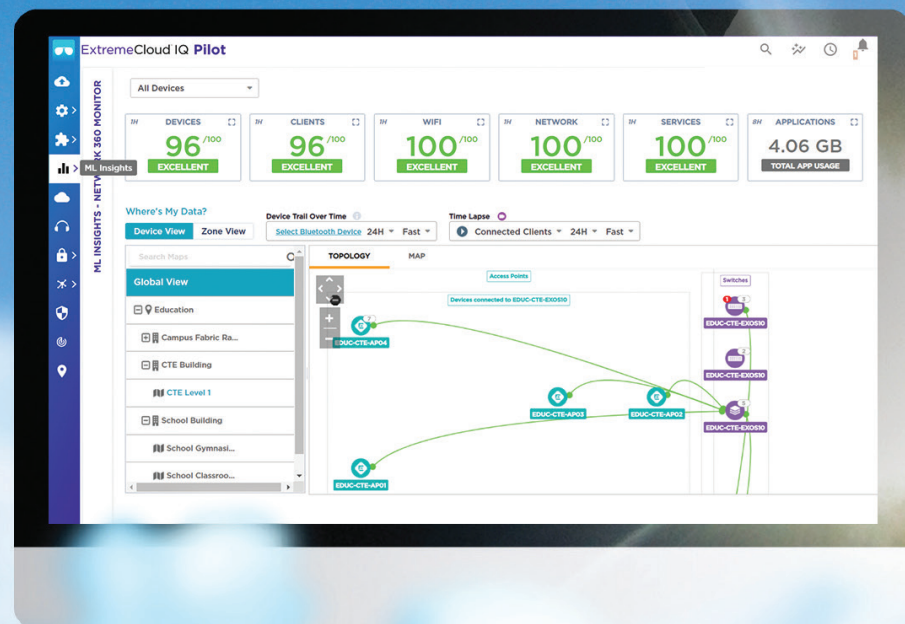 ExtremeCloud IQ Pilot
ML INSIGHTS - NETWORK 360 MONITOR
ML Insights
All Devices
1H DEVICES
96 /100
EXCELLENT
1H CLIENTS
96 /100
EXCELLENT
1H WIFI
100 /100
EXCELLENT
1H NETWORK
100 /100
EXCELLENT
1H SERVICES
100 /100
EXCELLENT
8H APPLICATIONS
4.06 GB
TOTAL APP USAGE
Where's My Data?
Device View Zone View
Device Trail Over Time
Select Bluetooth Device 24H Fast
Time Lapse
Connected Clients 24H Fast
Search Maps
Global View
Education
Campus Fabric Ra...
CTE Building
CTE Level 1
School Building
School Gymnasi...
School Classroo...
TOPOLOGY MAP
Access Points
Devices connected to EDUC-CTE-EXOS10
Switches
7
EDUC-CTE-AP04
EDUC-CTE-AP03
EDUC-CTE-AP02
EDUC-CTE-AP01
1 3
EDUC-CTE-EXOS10
2
EDUC-CTE-EXOS10
5
EDUC-CTE-EXOS10